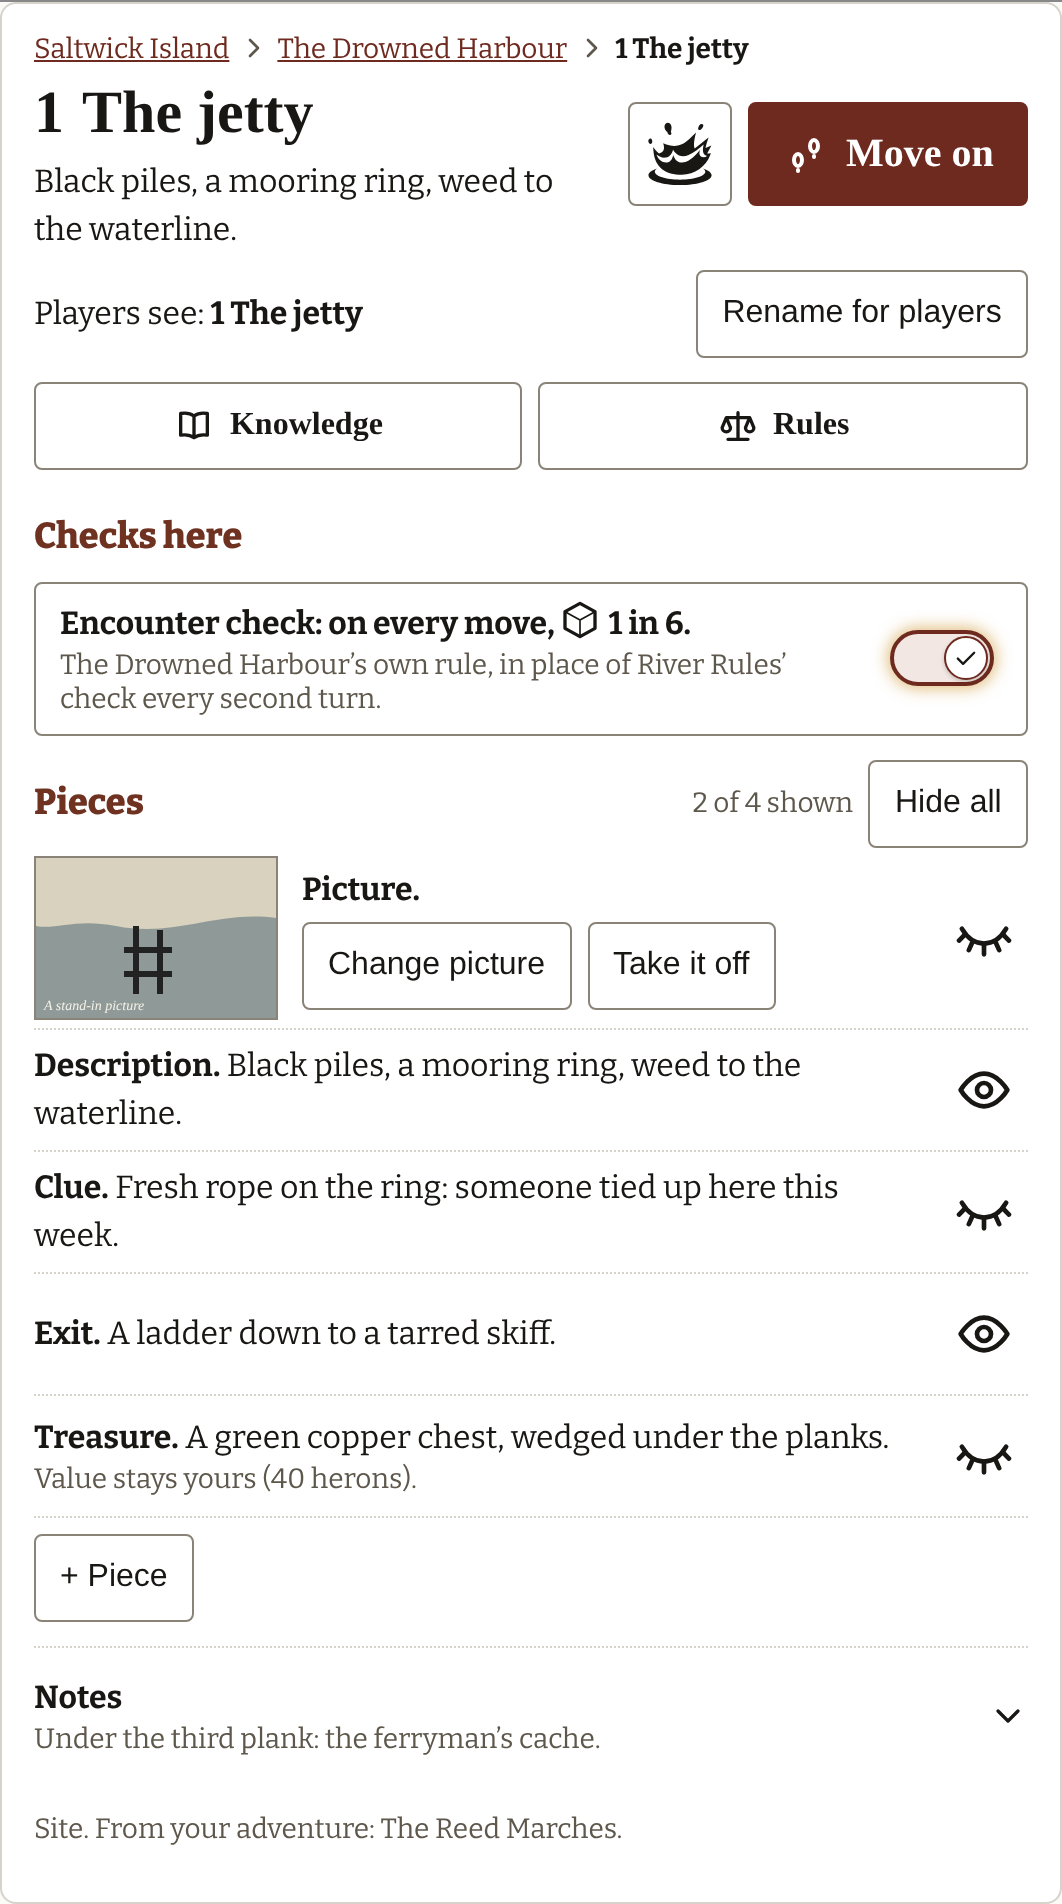 Saltwick Island > The Drowned Harbour > 1 The jetty
1 The jetty
Move on
Black piles, a mooring ring, weed to
the waterline.
Players see: 1 The jetty
Rename for players
Knowledge
Rules
Checks here
Encounter check: on every move, 1 in 6.
The Drowned Harbour’s own rule, in place of River Rules’
check every second turn.
Pieces
2 of 4 shown
Hide all
A stand-in picture
Picture.
Change picture
Take it off
Description. Black piles, a mooring ring, weed to the
waterline.
Clue. Fresh rope on the ring: someone tied up here this
week.
Exit. A ladder down to a tarred skiff.
Treasure. A green copper chest, wedged under the planks.
Value stays yours (40 herons).
+ Piece
Notes
Under the third plank: the ferryman’s cache.
Site. From your adventure: The Reed Marches.